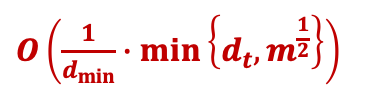 O(1/d_min · min{d_t, m^{1/2}})